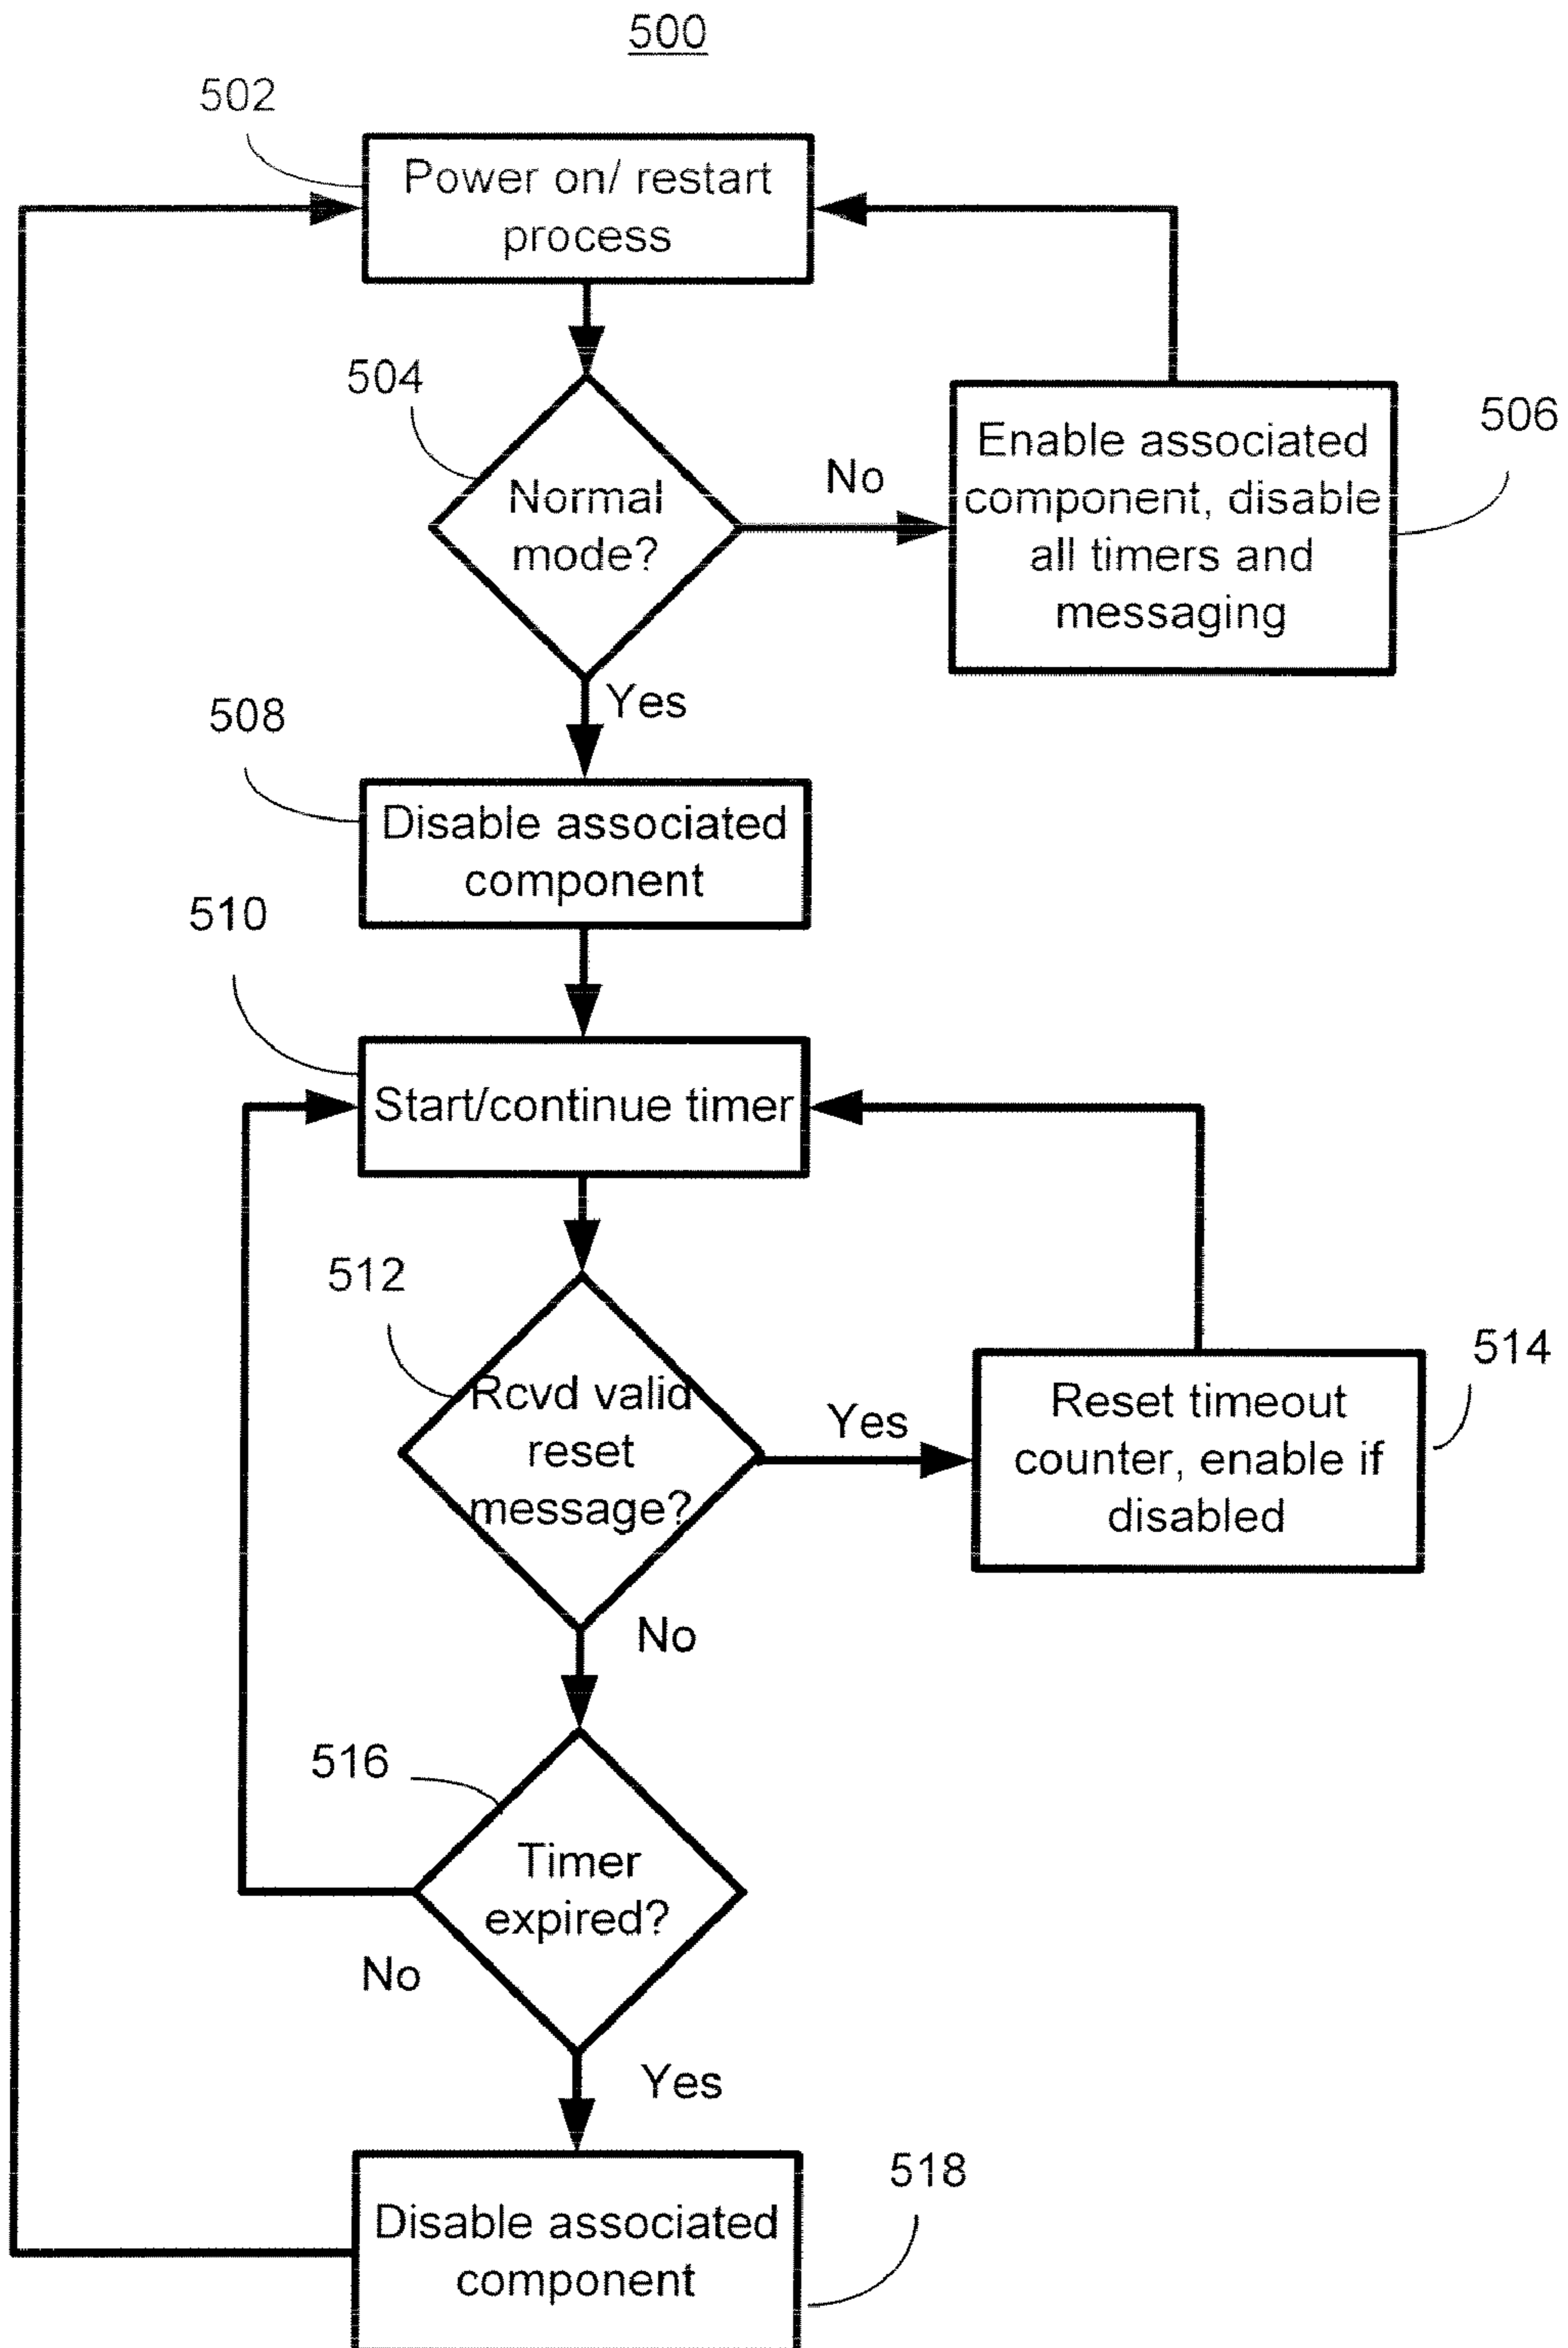 500
502
Power on/ restart
process
504
Normal
mode?
No
506
Enable associated
component, disable
all timers and
messaging
Yes
508
Disable associated
component
510
Start/continue timer
512
Rcvd valid
reset
message?
Yes
514
Reset timeout
counter, enable if
disabled
No
516
Timer
expired?
No
Yes
518
Disable associated
component